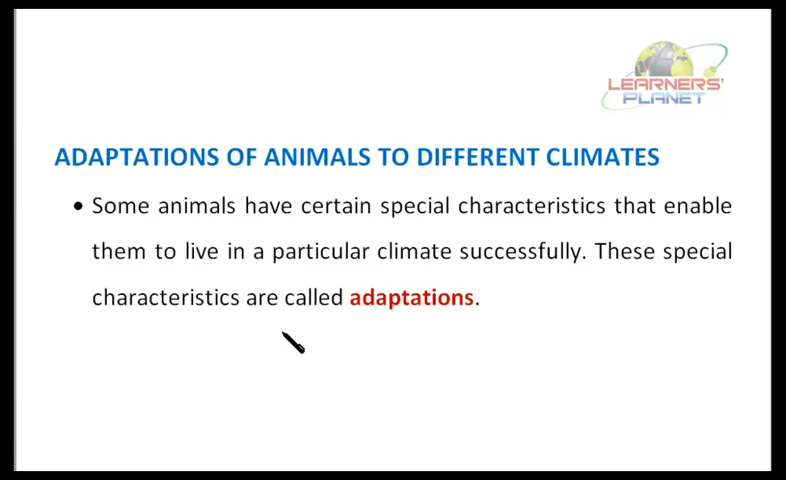 LEARNERS'
PLANET
ADAPTATIONS OF ANIMALS TO DIFFERENT CLIMATES
• Some animals have certain special characteristics that enable
them to live in a particular climate successfully. These special
characteristics are called adaptations.